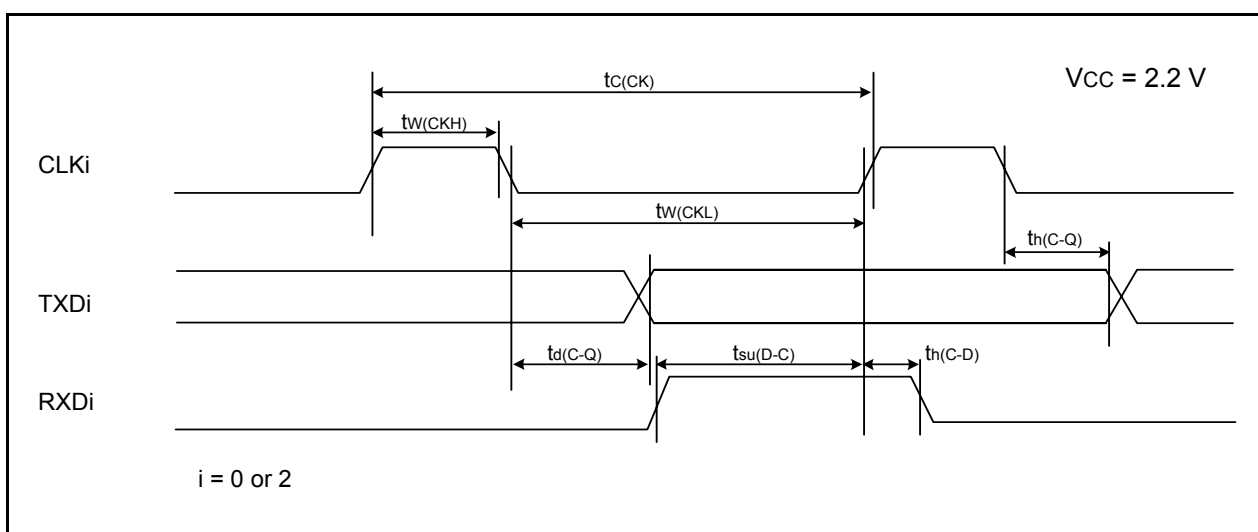 tC(CK)
VCC = 2.2 V
tW(CKH)
CLKi
tW(CKL)
th(C-Q)
TXDi
td(C-Q)
tsu(D-C)
th(C-D)
RXDi
i = 0 or 2